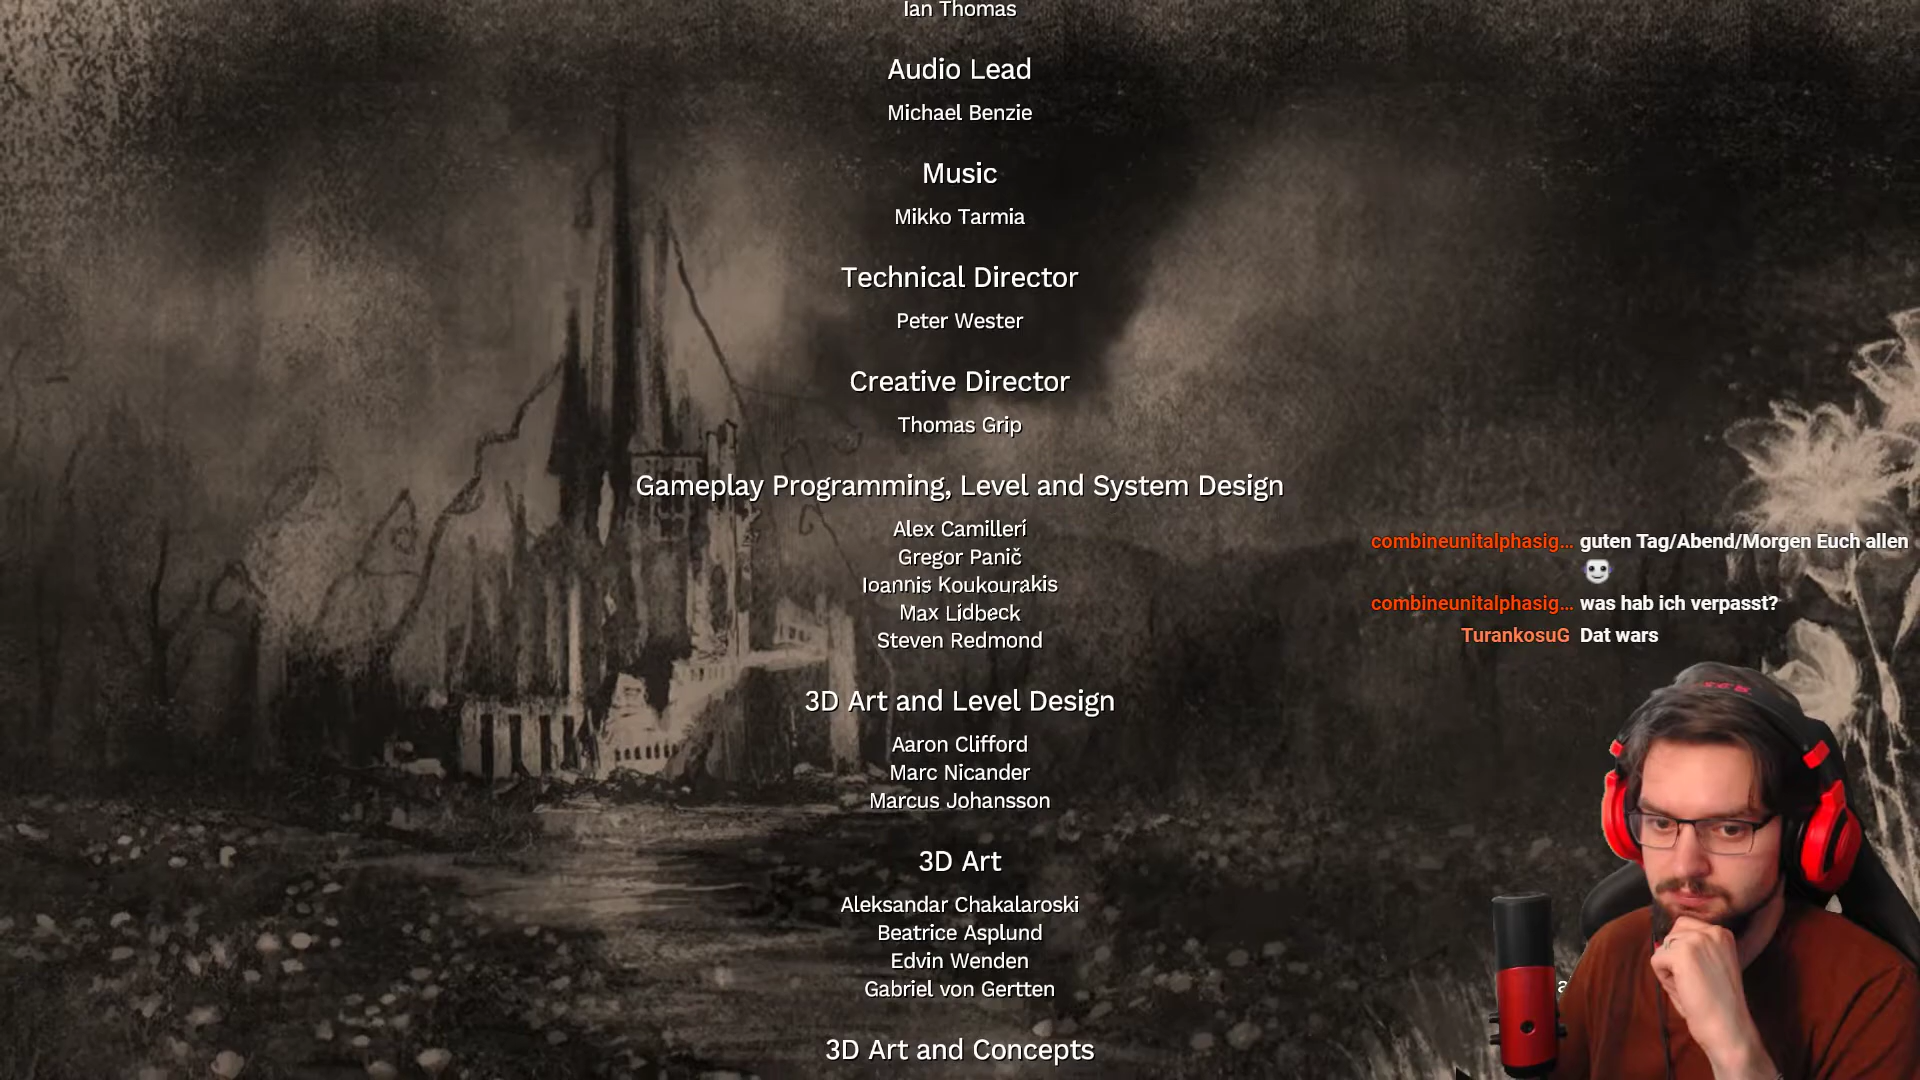 Ian Thomas
Audio Lead
Michael Benzie
Music
Mikko Tarmia
Technical Director
Peter Wester
Creative Director
Thomas Grip
Gameplay Programming, Level and System Design
Alex Camilleri
Gregor Panič
Ioannis Koukourakis
Max Lidbeck
Steven Redmond
3D Art and Level Design
Aaron Clifford
Marc Nicander
Marcus Johansson
3D Art
Aleksandar Chakalaroski
Beatrice Asplund
Edvin Wenden
Gabriel von Gertten
3D Art and Concepts
combineunitalphasig… guten Tag/Abend/Morgen Euch allen
combineunitalphasig… was hab ich verpasst?
TurankosuG Dat wars